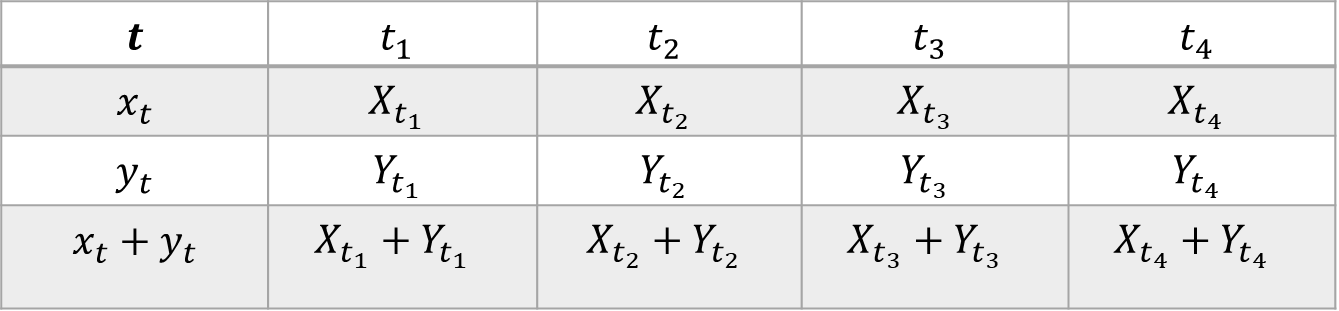 t t₁ t₂ t₃ t₄
xₜ Xₜ₁ Xₜ₂ Xₜ₃ Xₜ₄
yₜ Yₜ₁ Yₜ₂ Yₜ₃ Yₜ₄
xₜ + yₜ Xₜ₁ + Yₜ₁ Xₜ₂ + Yₜ₂ Xₜ₃ + Yₜ₃ Xₜ₄ + Yₜ₄